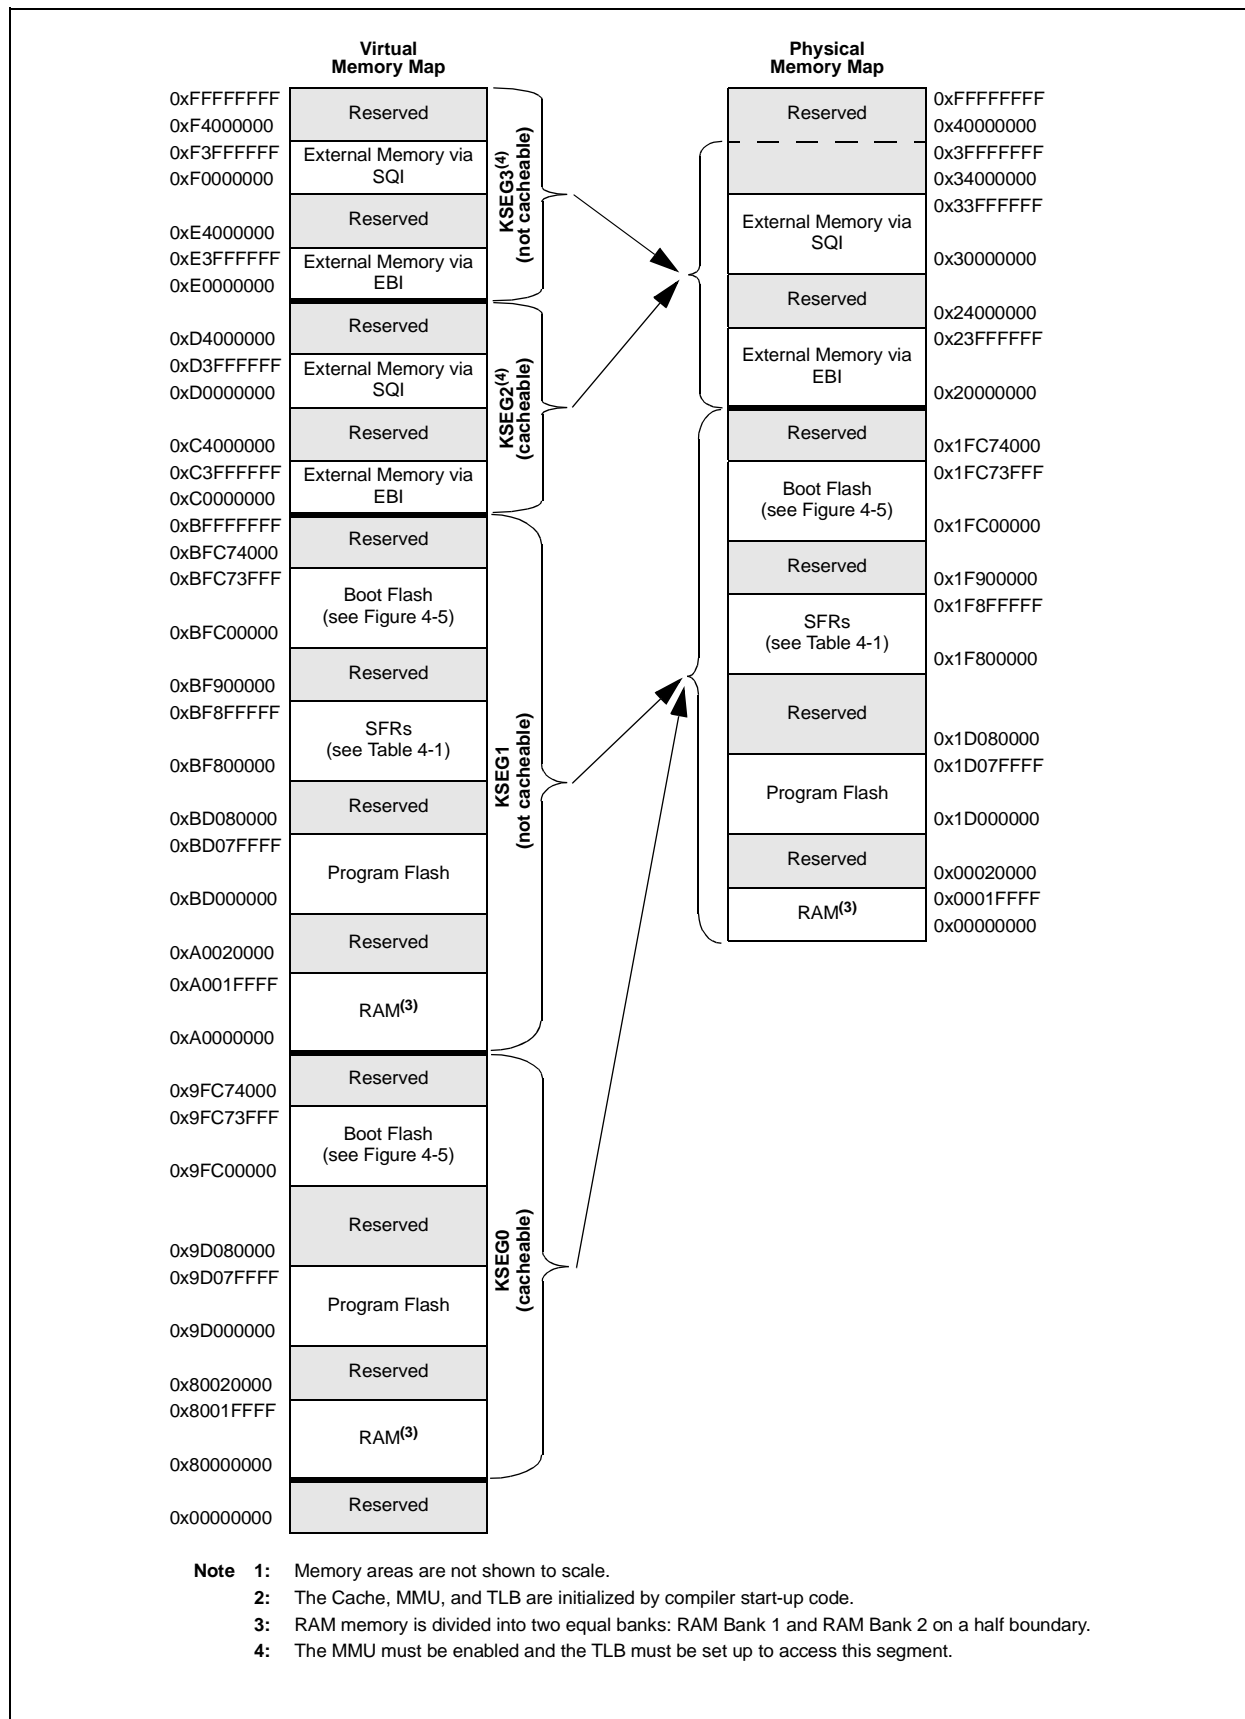 Virtual
Memory Map
0xFFFFFFFF
Reserved
0xF4000000
0xF3FFFFFF
External Memory via
SQI
0xF0000000
Reserved
0xE4000000
0xE3FFFFFF
External Memory via
EBI
0xE0000000
KSEG3(4)
(not cacheable)
Reserved
0xD4000000
0xD3FFFFFF
External Memory via
SQI
0xD0000000
Reserved
0xC4000000
0xC3FFFFFF
External Memory via
EBI
0xC0000000
KSEG2(4)
(cacheable)
0xBFFFFFFF
Reserved
0xBFC74000
0xBFC73FFF
Boot Flash
(see Figure 4-5)
0xBFC00000
Reserved
0xBF900000
0xBF8FFFFF
SFRs
(see Table 4-1)
0xBF800000
Reserved
0xBD080000
0xBD07FFFF
Program Flash
0xBD000000
Reserved
0xA0020000
0xA001FFFF
RAM(3)
0xA0000000
KSEG1
(not cacheable)
Reserved
0x9FC74000
0x9FC73FFF
Boot Flash
(see Figure 4-5)
0x9FC00000
Reserved
0x9D080000
0x9D07FFFF
Program Flash
0x9D000000
Reserved
0x80020000
0x8001FFFF
RAM(3)
0x80000000
KSEG0
(cacheable)
Reserved
0x00000000
Physical
Memory Map
0xFFFFFFFF
Reserved
0x40000000
0x3FFFFFFF
0x34000000
0x33FFFFFF
External Memory via
SQI
0x30000000
Reserved
0x24000000
0x23FFFFFF
External Memory via
EBI
0x20000000
Reserved
0x1FC74000
0x1FC73FFF
Boot Flash
(see Figure 4-5)
0x1FC00000
Reserved
0x1F900000
0x1F8FFFFF
SFRs
(see Table 4-1)
0x1F800000
Reserved
0x1D080000
0x1D07FFFF
Program Flash
0x1D000000
Reserved
0x00020000
0x0001FFFF
RAM(3)
0x00000000
Note 1: Memory areas are not shown to scale.
2: The Cache, MMU, and TLB are initialized by compiler start-up code.
3: RAM memory is divided into two equal banks: RAM Bank 1 and RAM Bank 2 on a half boundary.
4: The MMU must be enabled and the TLB must be set up to access this segment.